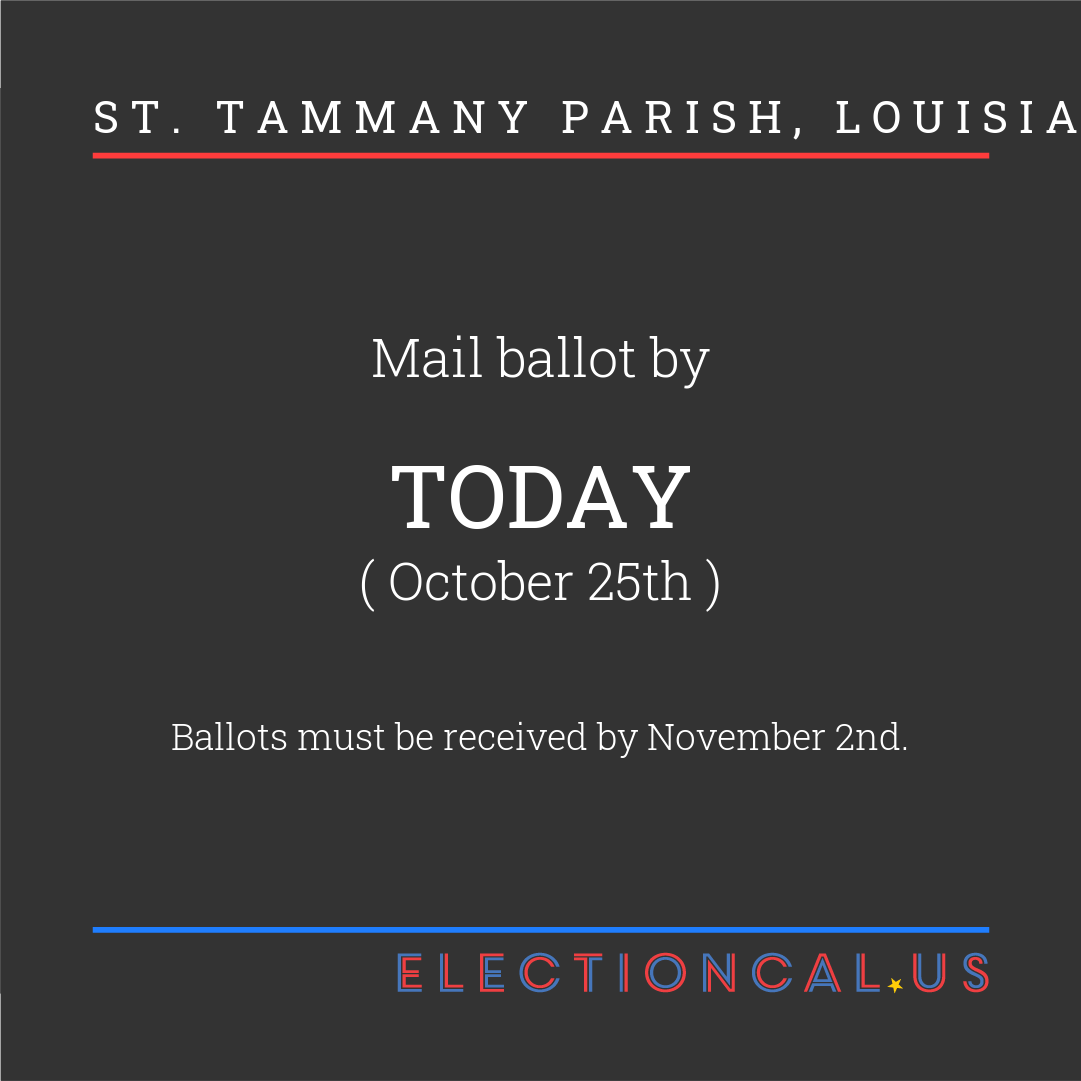 ST. TAMMANY PARISH, LOUISIA
Mail ballot by
TODAY
( October 25th )
Ballots must be received by November 2nd.
ELECTIONCAL.US